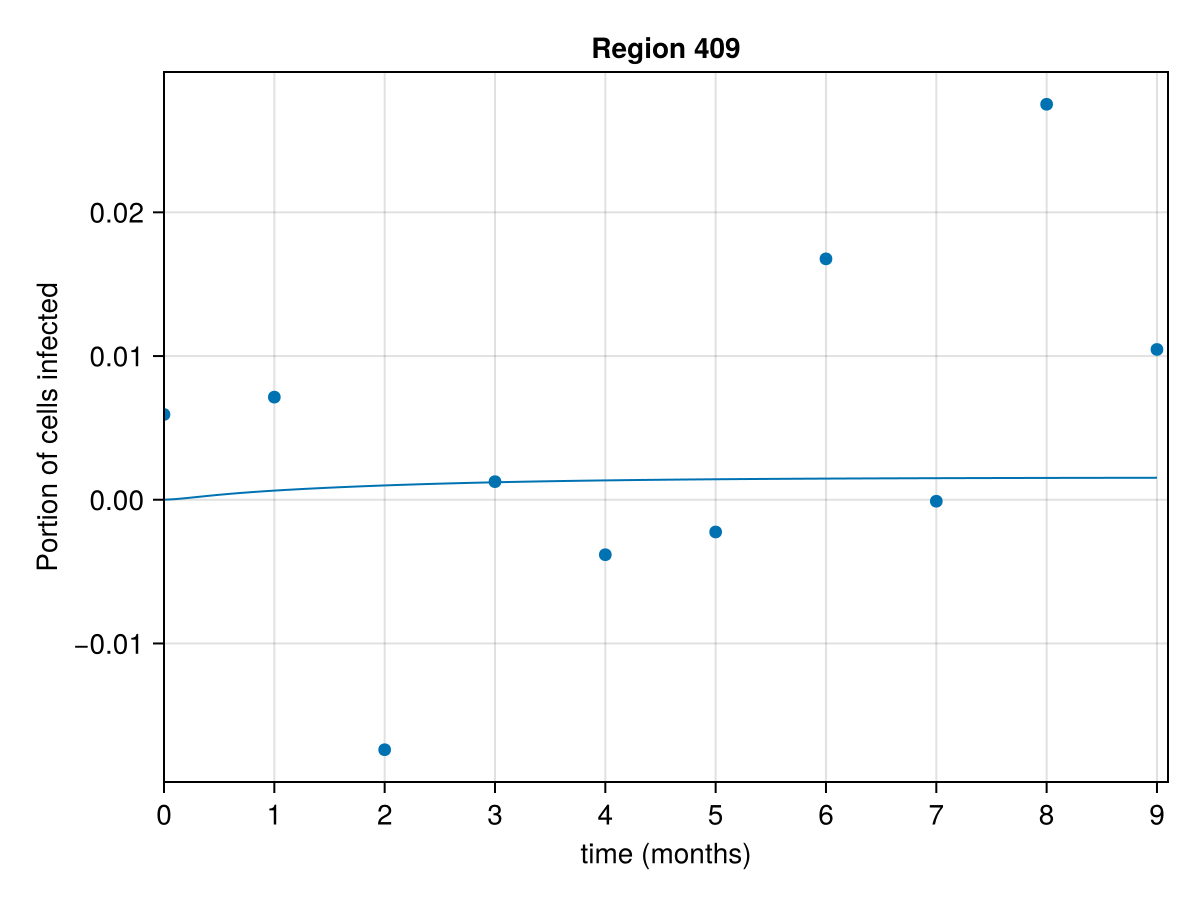 Region 409
Portion of cells infected
0.02
0.01
0.00
−0.01
0 1 2 3 4 5 6 7 8 9
time (months)